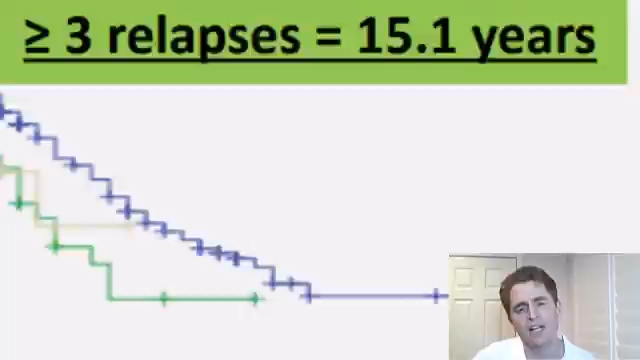 ≥ 3 relapses = 15.1 years